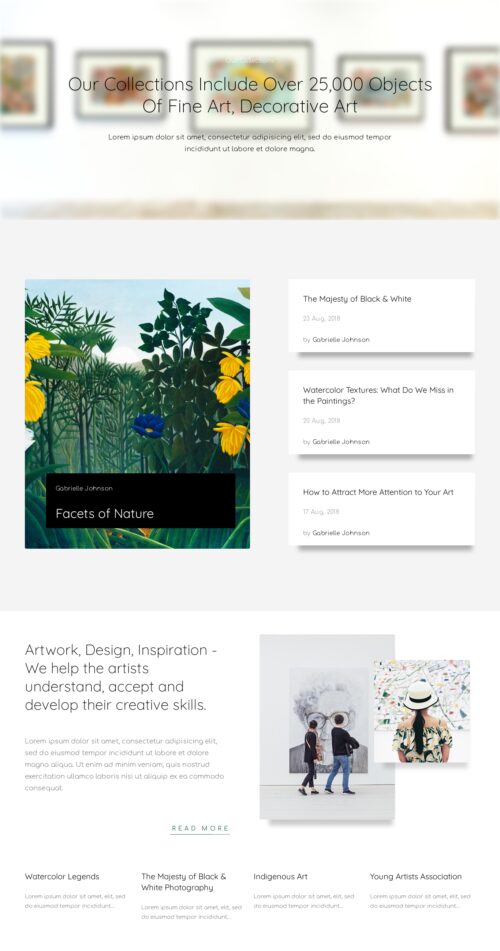 Our Collections Include Over 25,000 Objects
Of Fine Art, Decorative Art
Lorem ipsum dolor sit amet, consectetur adipisicing elit, sed do eiusmod tempor
incididunt ut labore et dolore magna.
The Majesty of Black & White
23 Aug, 2018
by Gabrielle Johnson
Watercolor Textures: What Do We Miss in
the Paintings?
20 Aug, 2018
by Gabrielle Johnson
How to Attract More Attention to Your Art
17 Aug, 2018
by Gabrielle Johnson
Gabrielle Johnson
Facets of Nature
Artwork, Design, Inspiration -
We help the artists
understand, accept and
develop their creative skills.
Lorem ipsum dolor sit amet, consectetur adipisicing elit,
sed do eiusmod tempor incididunt ut labore et dolore
magna aliqua. Ut enim ad minim veniam, quis nostrud
exercitation ullamco laboris nisi ut aliquip ex ea commodo
consequat.
READ MORE
Watercolor Legends
Lorem ipsum dolor sit amet, elit, sed
do eiusmod tempor incididunt...
The Majesty of Black &
White Photography
Lorem ipsum dolor sit amet, elit, sed
do eiusmod tempor incididunt...
Indigenous Art
Lorem ipsum dolor sit amet, elit, sed
do eiusmod tempor incididunt...
Young Artists Association
Lorem ipsum dolor sit amet, elit, sed
do eiusmod tempor incididunt...